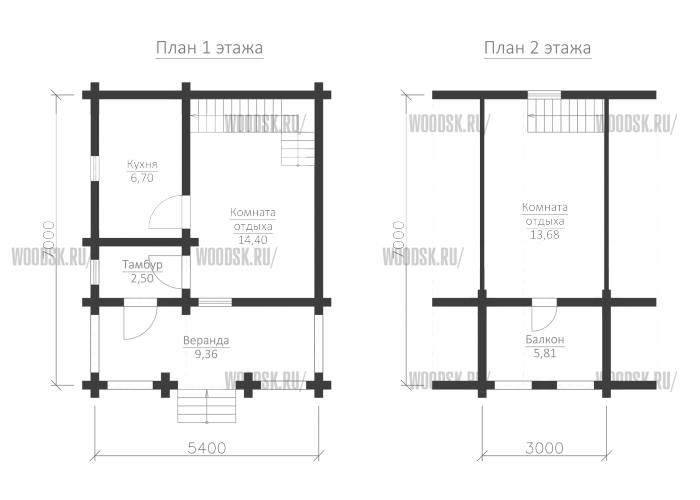 План 1 этажа
План 2 этажа
WOODSK.RU/
WOODSK.RU/
WOODSK.RU/
Кухня
6,70
Комната
отдыха
14,40
Комната
отдыха
13,68
7000
7000
WOODSK.RU/
WOODSK.RU/
WOODSK.RU/
WOODSK.RU/
Тамбур
2,50
Веранда
9,36
Балкон
5,81
WOODSK.RU/
WOODSK.RU/
WOODSK.RU/
5400
3000